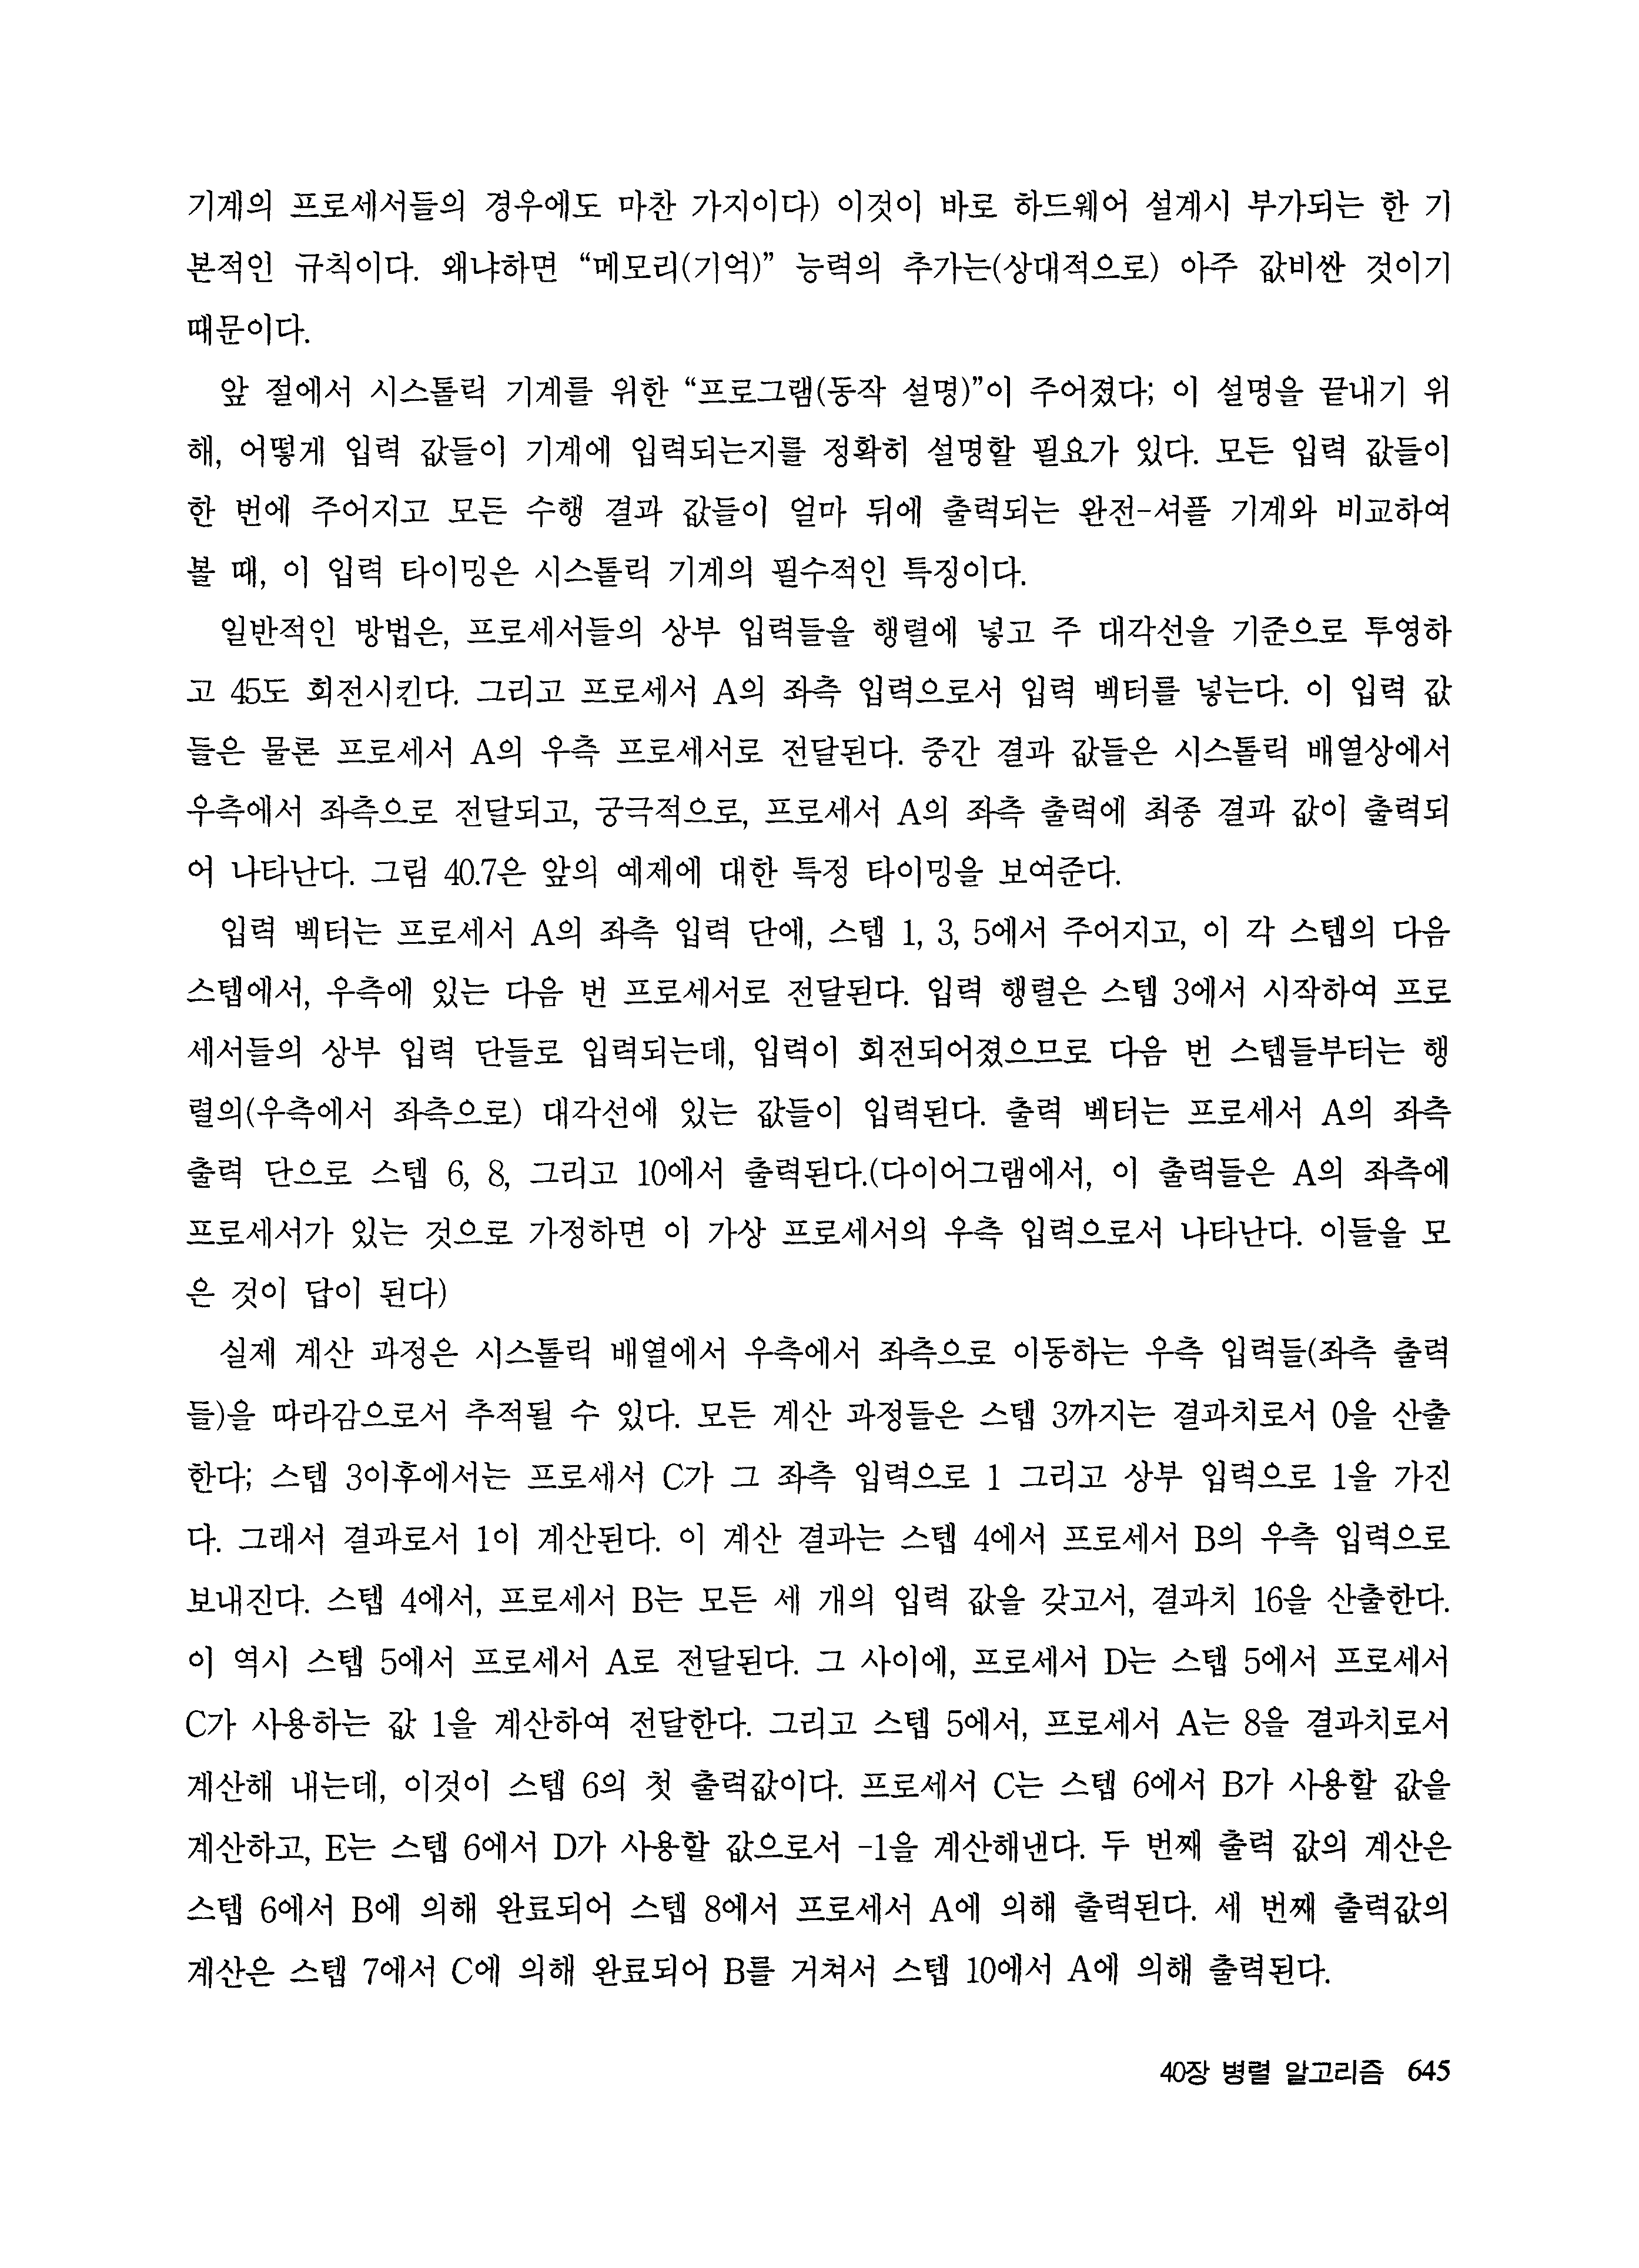 기계의 프로세서들의 경우에도 마찬 가지이다) 이것이 바로 하드웨어 설계시 부가되는 한 기
본적인 규칙이다. 왜냐하면 “메모리(기억)” 능력의 추가는(상대적으로) 아주 값비싼 것이기
때문이다.
앞 절에서 시스톨릭 기계를 위한 “프로그램(동작 설명)”이 주어졌다; 이 설명을 끝내기 위
해, 어떻게 입력 값들이 기계에 입력되는지를 정확히 설명할 필요가 있다. 모든 입력 값들이
한 번에 주어지고 모든 수행 결과 값들이 얼마 뒤에 출력되는 완전-셔플 기계와 비교하여
볼 때, 이 입력 타이밍은 시스톨릭 기계의 필수적인 특징이다.
일반적인 방법은, 프로세서들의 상부 입력들을 행렬에 넣고 주 대각선을 기준으로 투영하
고 45도 회전시킨다. 그리고 프로세서 A의 좌측 입력으로서 입력 벡터를 넣는다. 이 입력 값
들은 물론 프로세서 A의 우측 프로세서로 전달된다. 중간 결과 값들은 시스톨릭 배열상에서
우측에서 좌측으로 전달되고, 궁극적으로, 프로세서 A의 좌측 출력에 최종 결과 값이 출력되
어 나타난다. 그림 40.7은 앞의 예제에 대한 특정 타이밍을 보여준다.
입력 벡터는 프로세서 A의 좌측 입력 단에, 스텝 1, 3, 5에서 주어지고, 이 각 스텝의 다음
스텝에서, 우측에 있는 다음 번 프로세서로 전달된다. 입력 행렬은 스텝 3에서 시작하여 프로
세서들의 상부 입력 단들로 입력되는데, 입력이 회전되어졌으므로 다음 번 스텝들부터는 행
렬의(우측에서 좌측으로) 대각선에 있는 값들이 입력된다. 출력 벡터는 프로세서 A의 좌측
출력 단으로 스텝 6, 8, 그리고 10에서 출력된다.(다이어그램에서, 이 출력들은 A의 좌측에
프로세서가 있는 것으로 가정하면 이 가상 프로세서의 우측 입력으로서 나타난다. 이들을 모
은 것이 답이 된다)
실제 계산 과정은 시스톨릭 배열에서 우측에서 좌측으로 이동하는 우측 입력들(좌측 출력
들)을 따라감으로서 추적될 수 있다. 모든 계산 과정들은 스텝 3까지는 결과치로서 0을 산출
한다; 스텝 3이후에서는 프로세서 C가 그 좌측 입력으로 1 그리고 상부 입력으로 1을 가진
다. 그래서 결과로서 1이 계산된다. 이 계산 결과는 스텝 4에서 프로세서 B의 우측 입력으로
보내진다. 스텝 4에서, 프로세서 B는 모든 세 개의 입력 값을 갖고서, 결과치 16을 산출한다.
이 역시 스텝 5에서 프로세서 A로 전달된다. 그 사이에, 프로세서 D는 스텝 5에서 프로세서
C가 사용하는 값 1을 계산하여 전달한다. 그리고 스텝 5에서, 프로세서 A는 8을 결과치로서
계산해 내는데, 이것이 스텝 6의 첫 출력값이다. 프로세서 C는 스텝 6에서 B가 사용할 값을
계산하고, E는 스텝 6에서 D가 사용할 값으로서 -1을 계산해낸다. 두 번째 출력 값의 계산은
스텝 6에서 B에 의해 완료되어 스텝 8에서 프로세서 A에 의해 출력된다. 세 번째 출력값의
계산은 스텝 7에서 C에 의해 완료되어 B를 거쳐서 스텝 10에서 A에 의해 출력된다.
40장 병렬 알고리즘 645